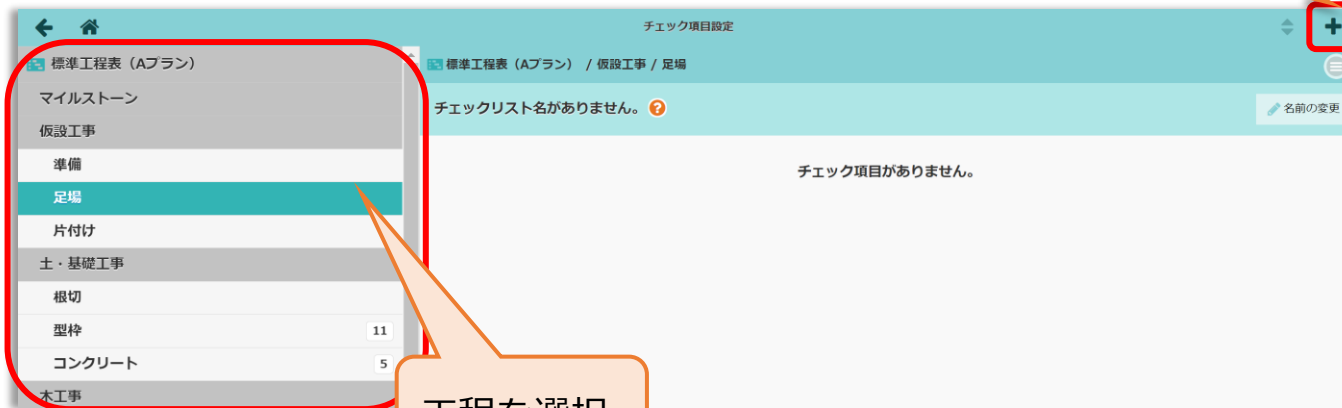 チェック項目設定
標準工程表（Aプラン）
マイルストーン
仮設工事
準備
足場
片付け
土・基礎工事
根切
型枠 11
コンクリート 5
木工事
標準工程表（Aプラン） / 仮設工事 / 足場
チェックリスト名がありません。 ?
名前の変更
チェック項目がありません。
工程を選択